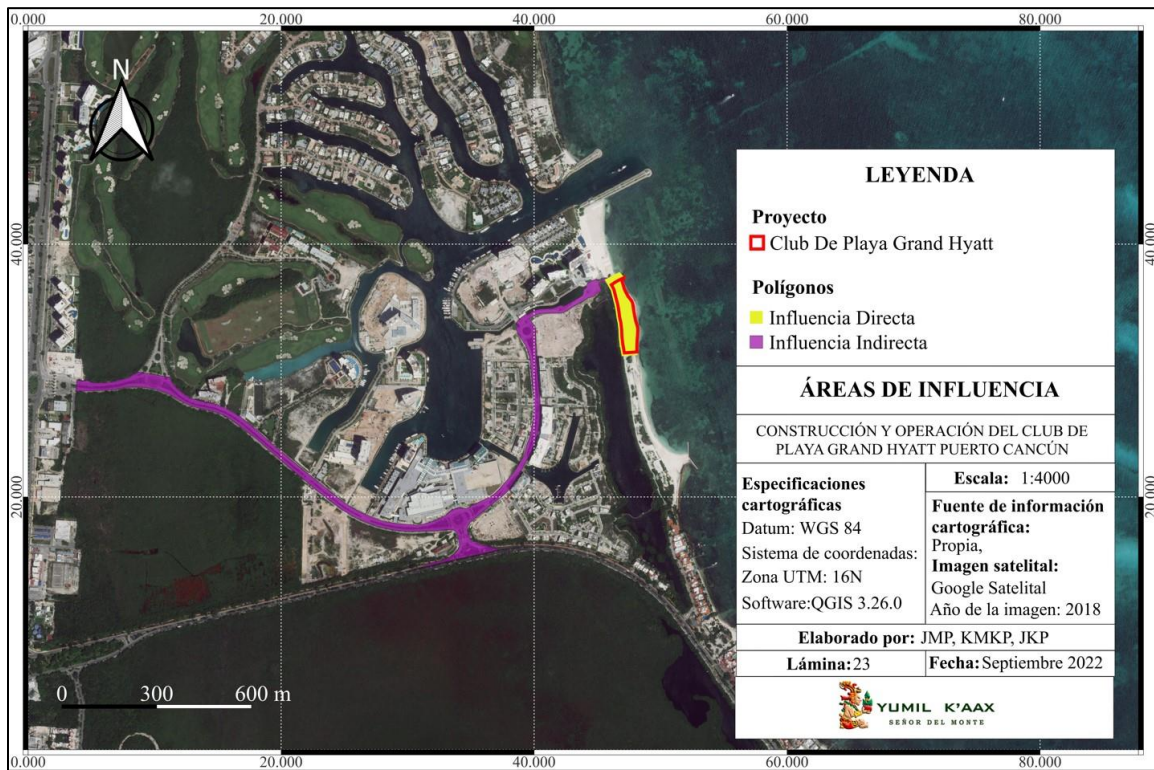 0.000 20.000 40.000 60.000 80.000
N
40.000 40.000
20.000 20.000
LEYENDA
Proyecto
Club De Playa Grand Hyatt
Polígonos
Influencia Directa
Influencia Indirecta
ÁREAS DE INFLUENCIA
CONSTRUCCIÓN Y OPERACIÓN DEL CLUB DE
PLAYA GRAND HYATT PUERTO CANCÚN
Especificaciones
cartográficas
Datum: WGS 84
Sistema de coordenadas:
Zona UTM: 16N
Software:QGIS 3.26.0
Escala: 1:4000
Fuente de información
cartográfica:
Propia,
Imagen satelital:
Google Satelital
Año de la imagen: 2018
Elaborado por: JMP, KMKP, JKP
Lámina:23
Fecha:Septiembre 2022
YUMIL K'AAX
SEÑOR DEL MONTE
0 300 600 m
0.000 20.000 40.000 60.000 80.000